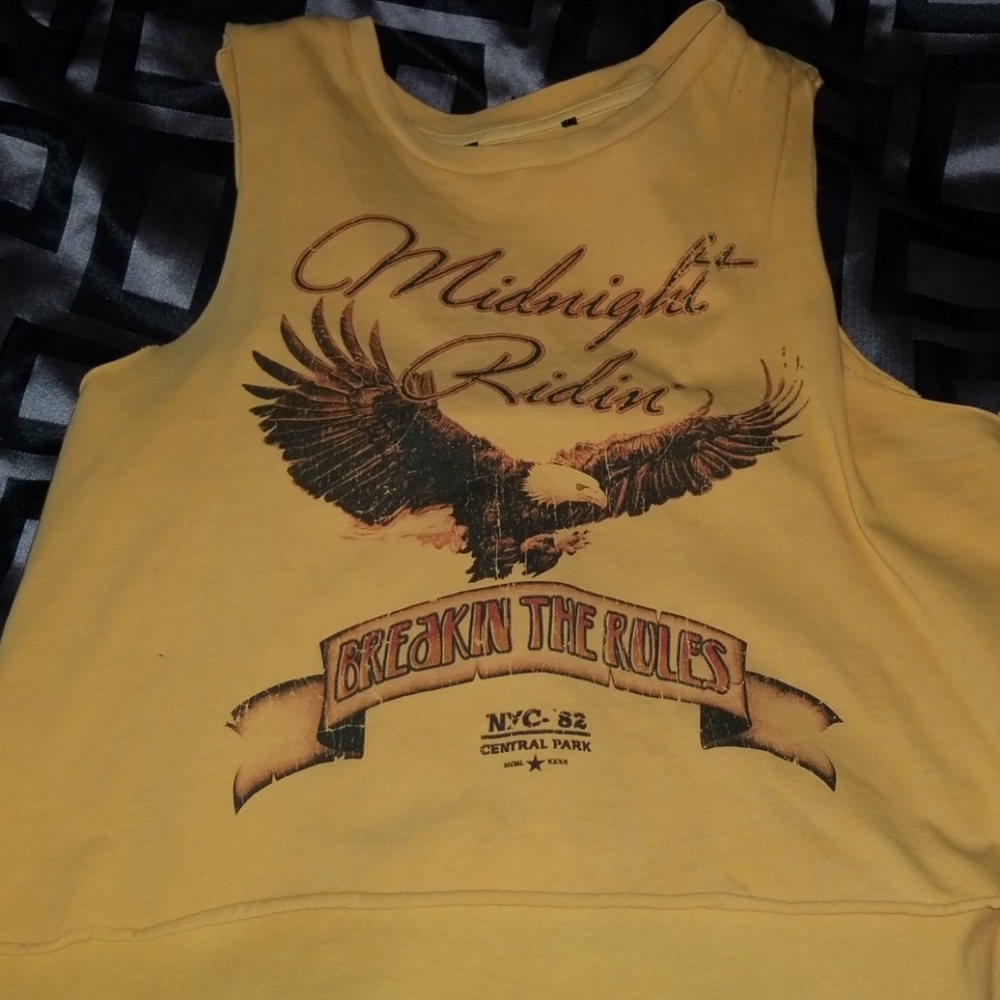 Midnight
Ridin'
BREAKIN THE RULES
NYC-'82
CENTRAL PARK